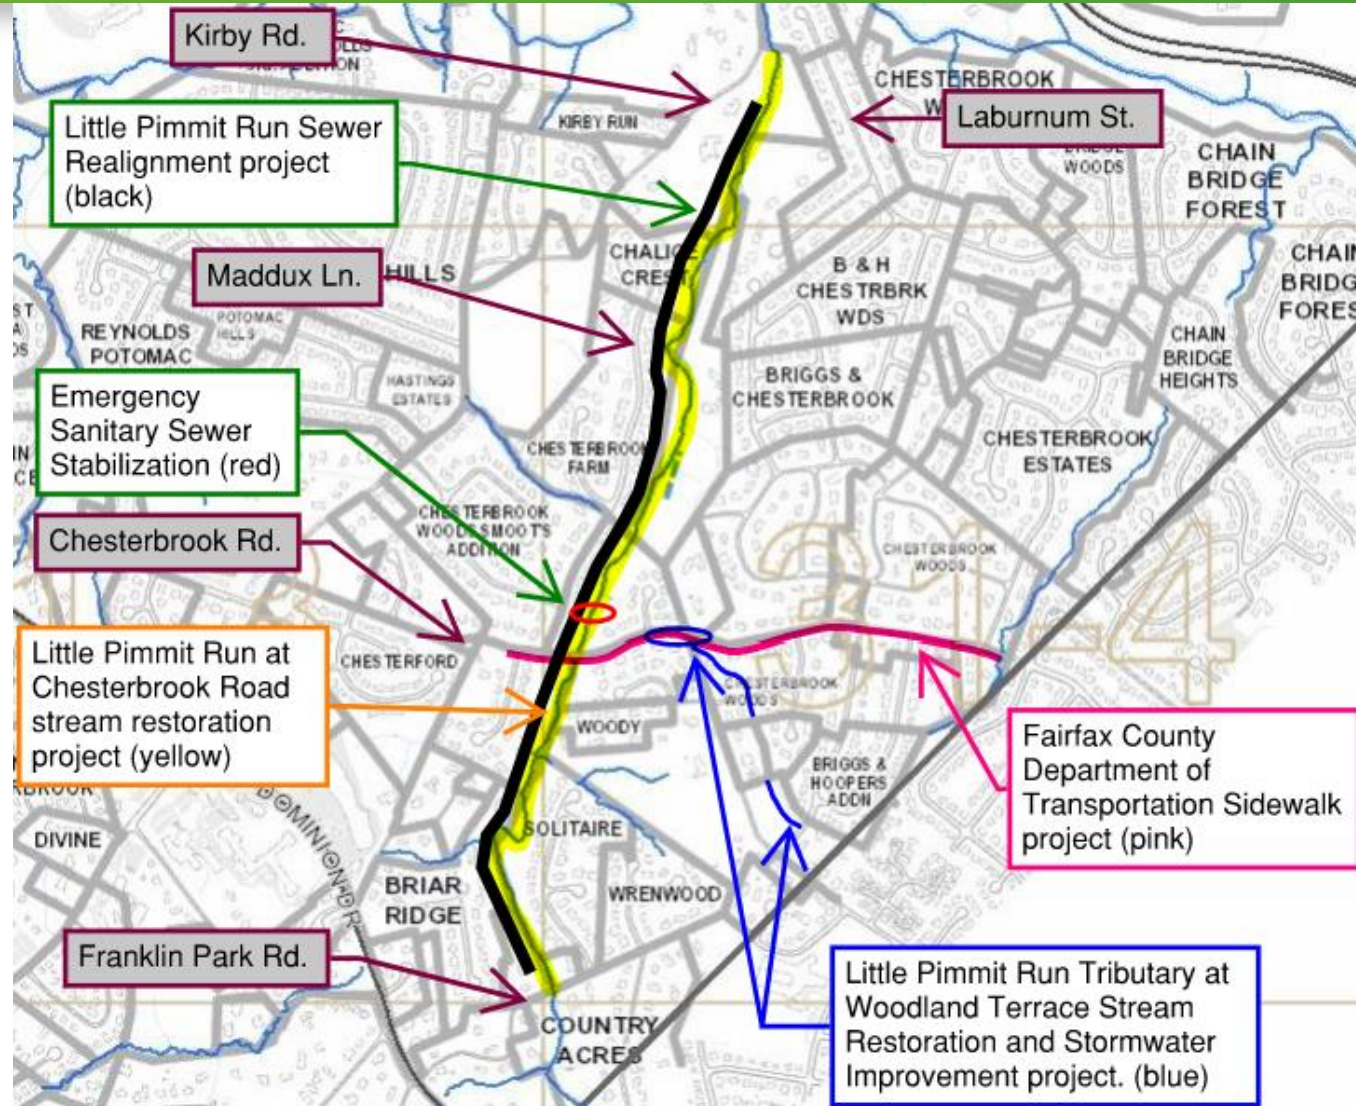 Kirby Rd.
CHESTERBROOK
Laburnum St.
Little Pimmit Run Sewer
Realignment project
(black)
KIRBY RUN
WOODS
CHAIN
BRIDGE
FOREST
Maddux Ln.
HILLS
CHALICE
CREST
B & H
CHESTRBRK
WDS
CHAIN
BRIDG
FORES
POTOMAC
HILLS
REYNOLDS
POTOMAC
CHAIN
BRIDGE
HEIGHTS
HASTINGS
ESTATES
BRIGGS &
CHESTERBROOK
Emergency
Sanitary Sewer
Stabilization (red)
CHESTERBROOK
FARM
CHESTERBROOK
ESTATES
CHESTERBROOK
WOODS SMOOT'S
ADDITION
Chesterbrook Rd.
CHESTERBROOK
WOODS
31-4
Little Pimmit Run at
Chesterbrook Road
stream restoration
project (yellow)
CHESTERFORD
CHESTERBROOK
WOODS
WOODY
Fairfax County
Department of
Transportation Sidewalk
project (pink)
BRIGGS &
HOOPERS
ADDN
DOMINION DR
SOLITAIRE
DIVINE
BRIAR
RIDGE
WRENWOOD
Franklin Park Rd.
Little Pimmit Run Tributary at
Woodland Terrace Stream
Restoration and Stormwater
Improvement project. (blue)
COUNTRY
ACRES